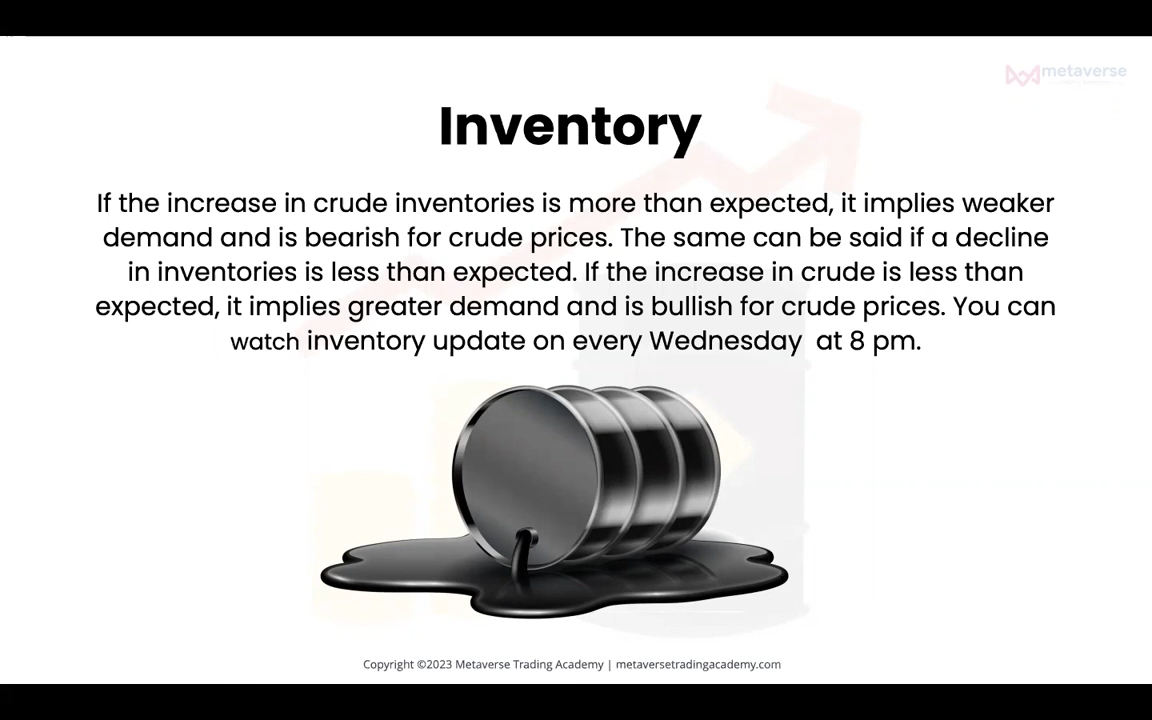 metaverse
Inventory
If the increase in crude inventories is more than expected, it implies weaker
demand and is bearish for crude prices. The same can be said if a decline
in inventories is less than expected. If the increase in crude is less than
expected, it implies greater demand and is bullish for crude prices. You can
watch inventory update on every Wednesday  at 8 pm.
Copyright ©2023 Metaverse Trading Academy | metaversetradingacademy.com